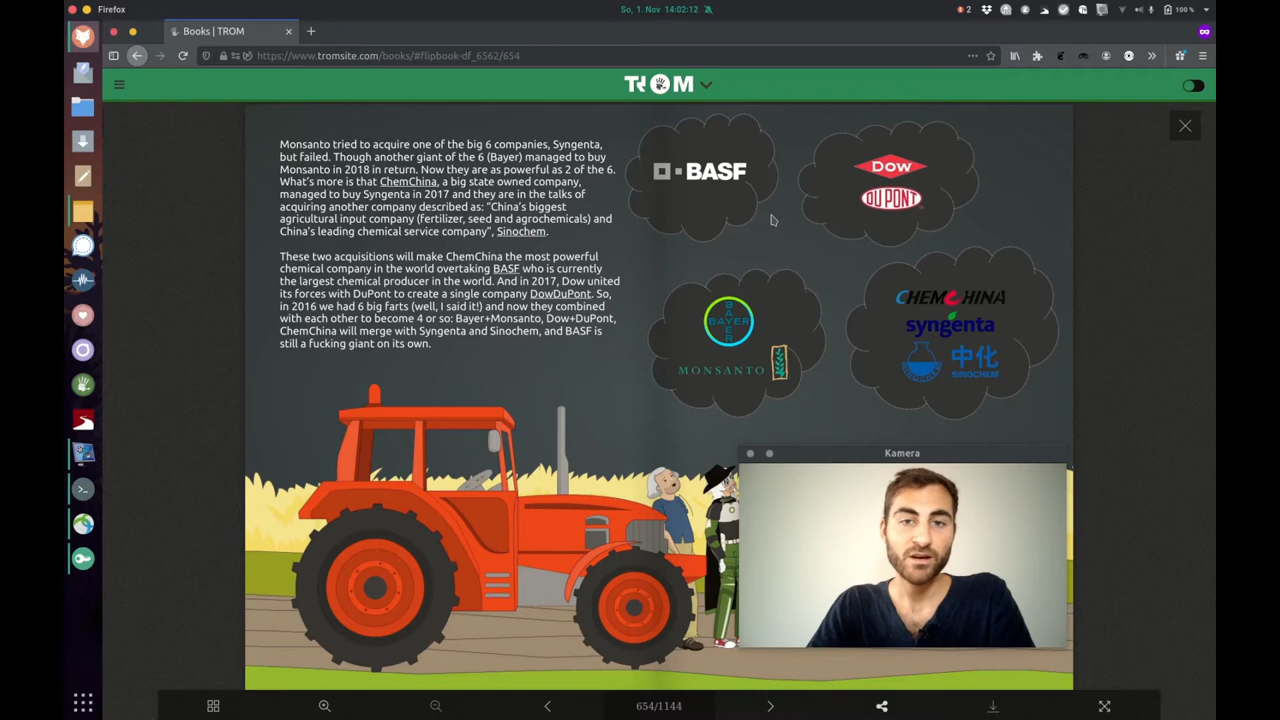 Firefox
So, 1. Nov 14:02:12
2
100 %
Books | TROM
https://www.tromsite.com/books/#flipbook-df_6562/654
TROM
Monsanto tried to acquire one of the big 6 companies, Syngenta,
but failed. Though another giant of the 6 (Bayer) managed to buy
Monsanto in 2018 in return. Now they are as powerful as 2 of the 6.
What's more is that ChemChina, a big state owned company,
managed to buy Syngenta in 2017 and they are in the talks of
acquiring another company described as: "China's biggest
agricultural input company (fertilizer, seed and agrochemicals) and
China's leading chemical service company", Sinochem.
These two acquisitions will make ChemChina the most powerful
chemical company in the world overtaking BASF who is currently
the largest chemical producer in the world. And in 2017, Dow united
its forces with DuPont to create a single company DowDuPont. So,
in 2016 we had 6 big farts (well, I said it!) and now they combined
with each other to become 4 or so: Bayer+Monsanto, Dow+DuPont,
ChemChina will merge with Syngenta and Sinochem, and BASF is
still a fucking giant on its own.
BASF
DOW
DUPONT
BAYER
BAYER
MONSANTO
CHEMCHINA
syngenta
中化
SINOCHEM
Kamera
654/1144